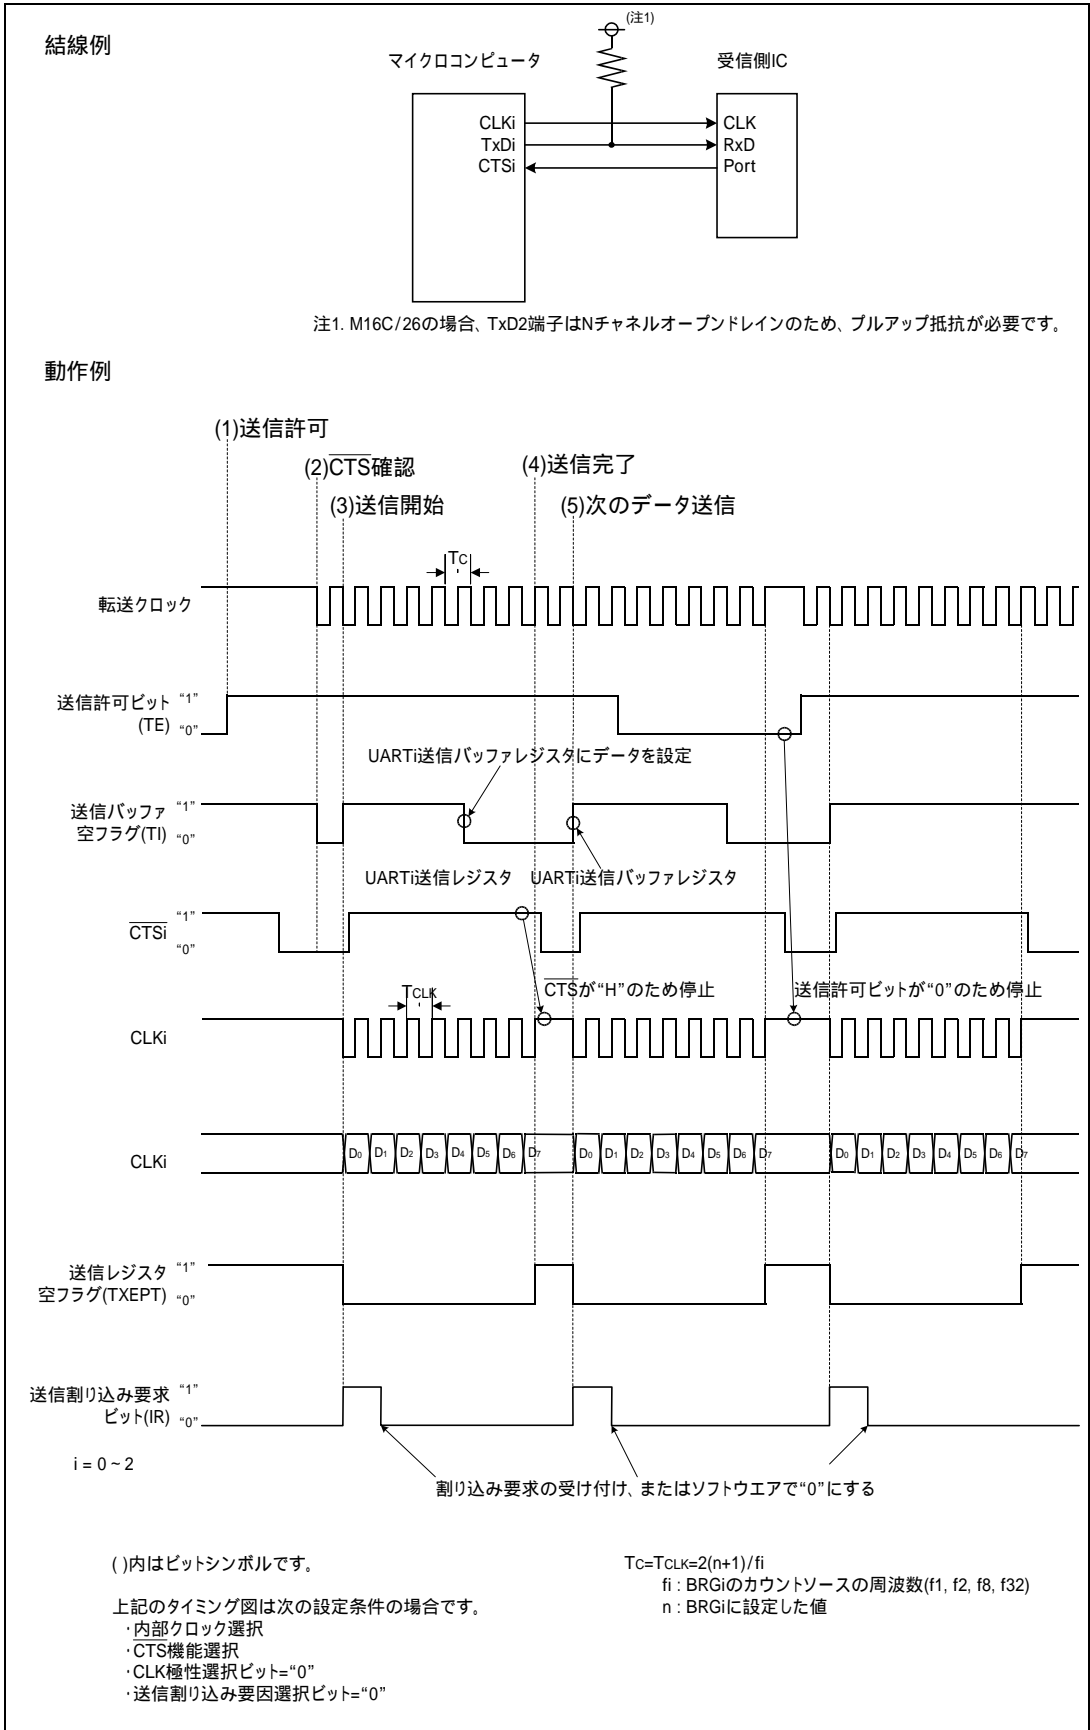 結線例
(注1)
マイクロコンピュータ
受信側IC
CLKi
TxDi
CTSi
CLK
RxD
Port
注1. M16C/26の場合、TxD2端子はNチャネルオープンドレインのため、プルアップ抵抗が必要です。
動作例
(1)送信許可
(2)CTS確認
(4)送信完了
(3)送信開始
(5)次のデータ送信
Tc
転送クロック
送信許可ビット “1”
(TE) “0”
UARTi送信バッファレジスタにデータを設定
送信バッファ “1”
空フラグ(TI) “0”
UARTi送信レジスタ UARTi送信バッファレジスタ
“1”
CTSi
“0”
TCLK
CTSが“H”のため停止
送信許可ビットが“0”のため停止
CLKi
CLKi
D0 D1 D2 D3 D4 D5 D6 D7 D0 D1 D2 D3 D4 D5 D6 D7 D0 D1 D2 D3 D4 D5 D6 D7
送信レジスタ “1”
空フラグ(TXEPT) “0”
送信割り込み要求 “1”
ビット(IR) “0”
i = 0 ~ 2
割り込み要求の受け付け、またはソフトウエアで“0”にする
( )内はビットシンボルです。
上記のタイミング図は次の設定条件の場合です。
・内部クロック選択
・CTS機能選択
・CLK極性選択ビット=“0”
・送信割り込み要因選択ビット=“0”
Tc=TCLK=2(n+1)/fi
fi : BRGiのカウントソースの周波数(f1, f2, f8, f32)
n : BRGiに設定した値